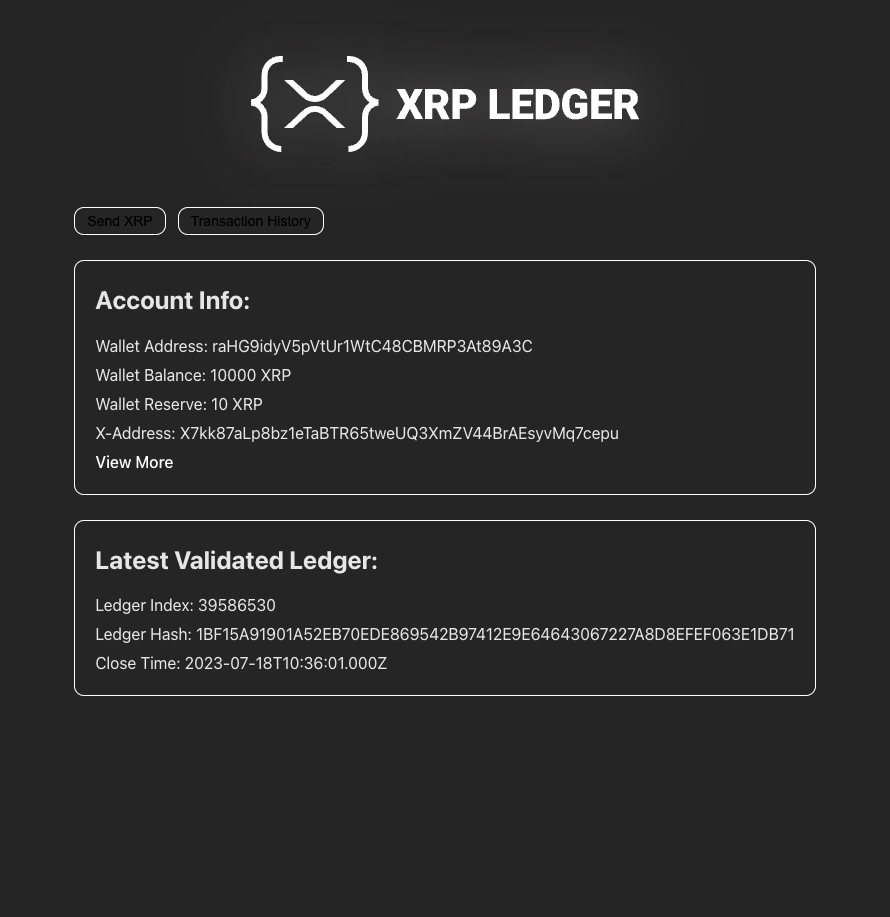 XRP LEDGER
Send XRP Transaction History
Account Info:
Wallet Address: raHG9idyV5pVtUr1WtC48CBMRP3At89A3C
Wallet Balance: 10000 XRP
Wallet Reserve: 10 XRP
X-Address: X7kk87aLp8bz1eTaBTR65tweUQ3XmZV44BrAEsyvMq7cepu
View More
Latest Validated Ledger:
Ledger Index: 39586530
Ledger Hash: 1BF15A91901A52EB70EDE869542B97412E9E64643067227A8D8EFEF063E1DB71
Close Time: 2023-07-18T10:36:01.000Z